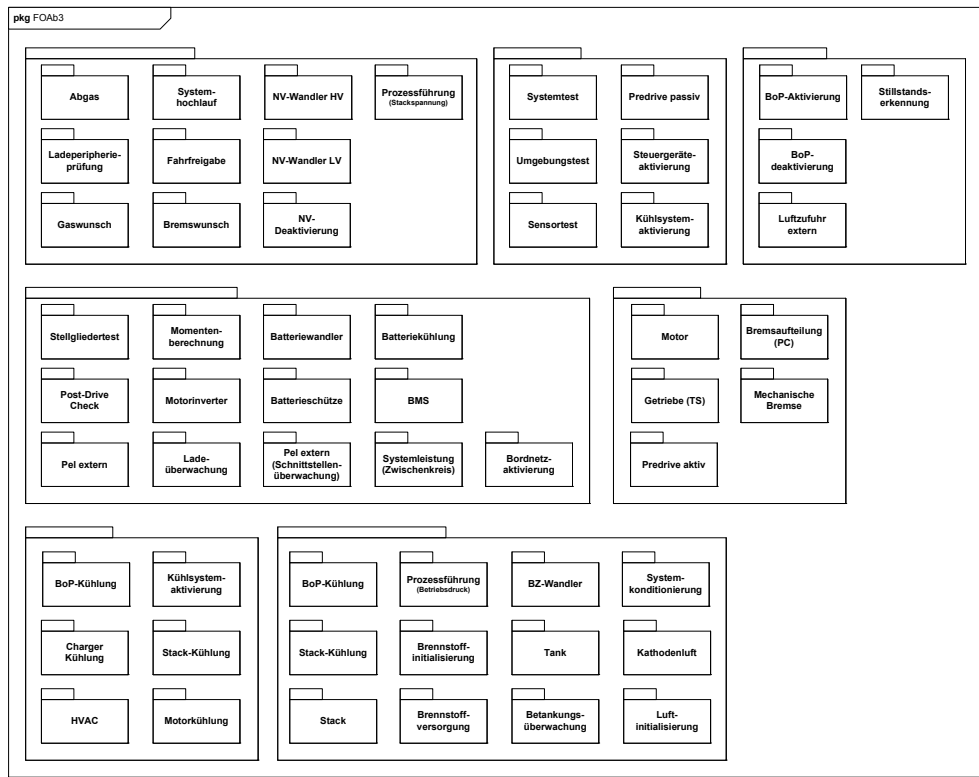 pkg FOAb3
Abgas
System-
hochlauf
NV-Wandler HV
Prozessführung
(Stackspannung)
Ladeperipherie-
prüfung
Fahrfreigabe
NV-Wandler LV
Gaswunsch
Bremswunsch
NV-
Deaktivierung
Systemtest
Predrive passiv
Umgebungstest
Steuergeräte-
aktivierung
Sensortest
Kühlsystem-
aktivierung
BoP-Aktivierung
Stillstands-
erkennung
BoP-
deaktivierung
Luftzufuhr
extern
Stellgliedertest
Momenten-
berechnung
Batteriewandler
Batteriekühlung
Post-Drive
Check
Motorinverter
Batterieschütze
BMS
Pel extern
Lade-
überwachung
Pel extern
(Schnittstellen-
überwachung)
Systemleistung
(Zwischenkreis)
Bordnetz-
aktivierung
Motor
Bremsaufteilung
(PC)
Getriebe (TS)
Mechanische
Bremse
Predrive aktiv
BoP-Kühlung
Kühlsystem-
aktivierung
Charger
Kühlung
Stack-Kühlung
HVAC
Motorkühlung
BoP-Kühlung
Prozessführung
(Betriebsdruck)
BZ-Wandler
System-
konditionierung
Stack-Kühlung
Brennstoff-
initialisierung
Tank
Kathodenluft
Stack
Brennstoff-
versorgung
Betankungs-
überwachung
Luft-
initialisierung